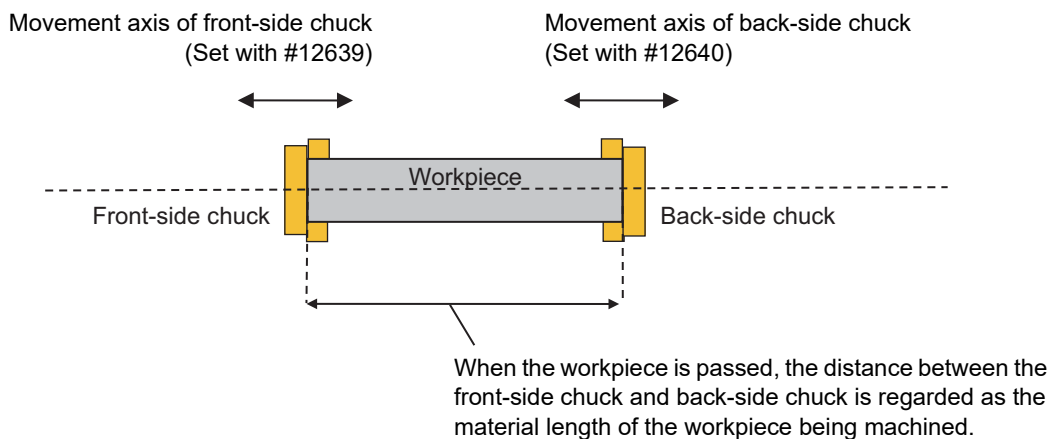 Movement axis of front-side chuck
(Set with #12639)
Movement axis of back-side chuck
(Set with #12640)
Workpiece
Front-side chuck
Back-side chuck
When the workpiece is passed, the distance between the
front-side chuck and back-side chuck is regarded as the
material length of the workpiece being machined.